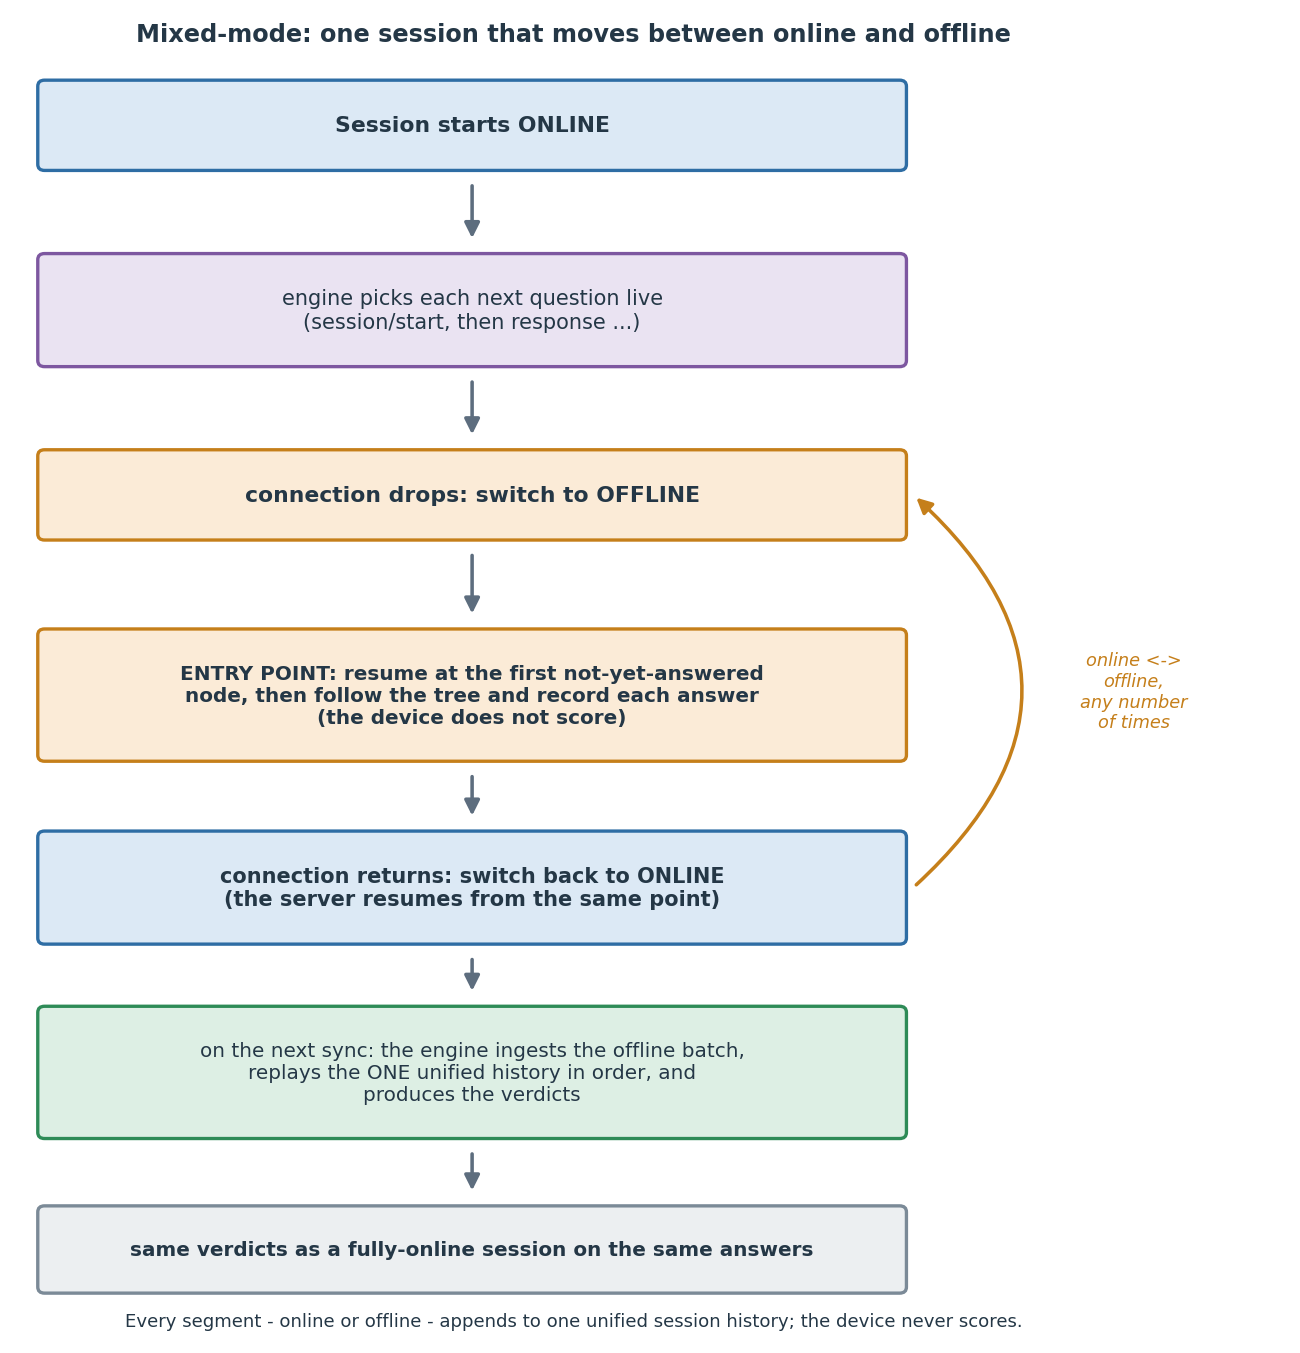 Mixed-mode: one session that moves between online and offline
Session starts ONLINE
engine picks each next question live
(session/start, then response ...)
connection drops: switch to OFFLINE
ENTRY POINT: resume at the first not-yet-answered
node, then follow the tree and record each answer
(the device does not score)
online <->
offline,
any number
of times
connection returns: switch back to ONLINE
(the server resumes from the same point)
on the next sync: the engine ingests the offline batch,
replays the ONE unified history in order, and
produces the verdicts
same verdicts as a fully-online session on the same answers
Every segment - online or offline - appends to one unified session history; the device never scores.